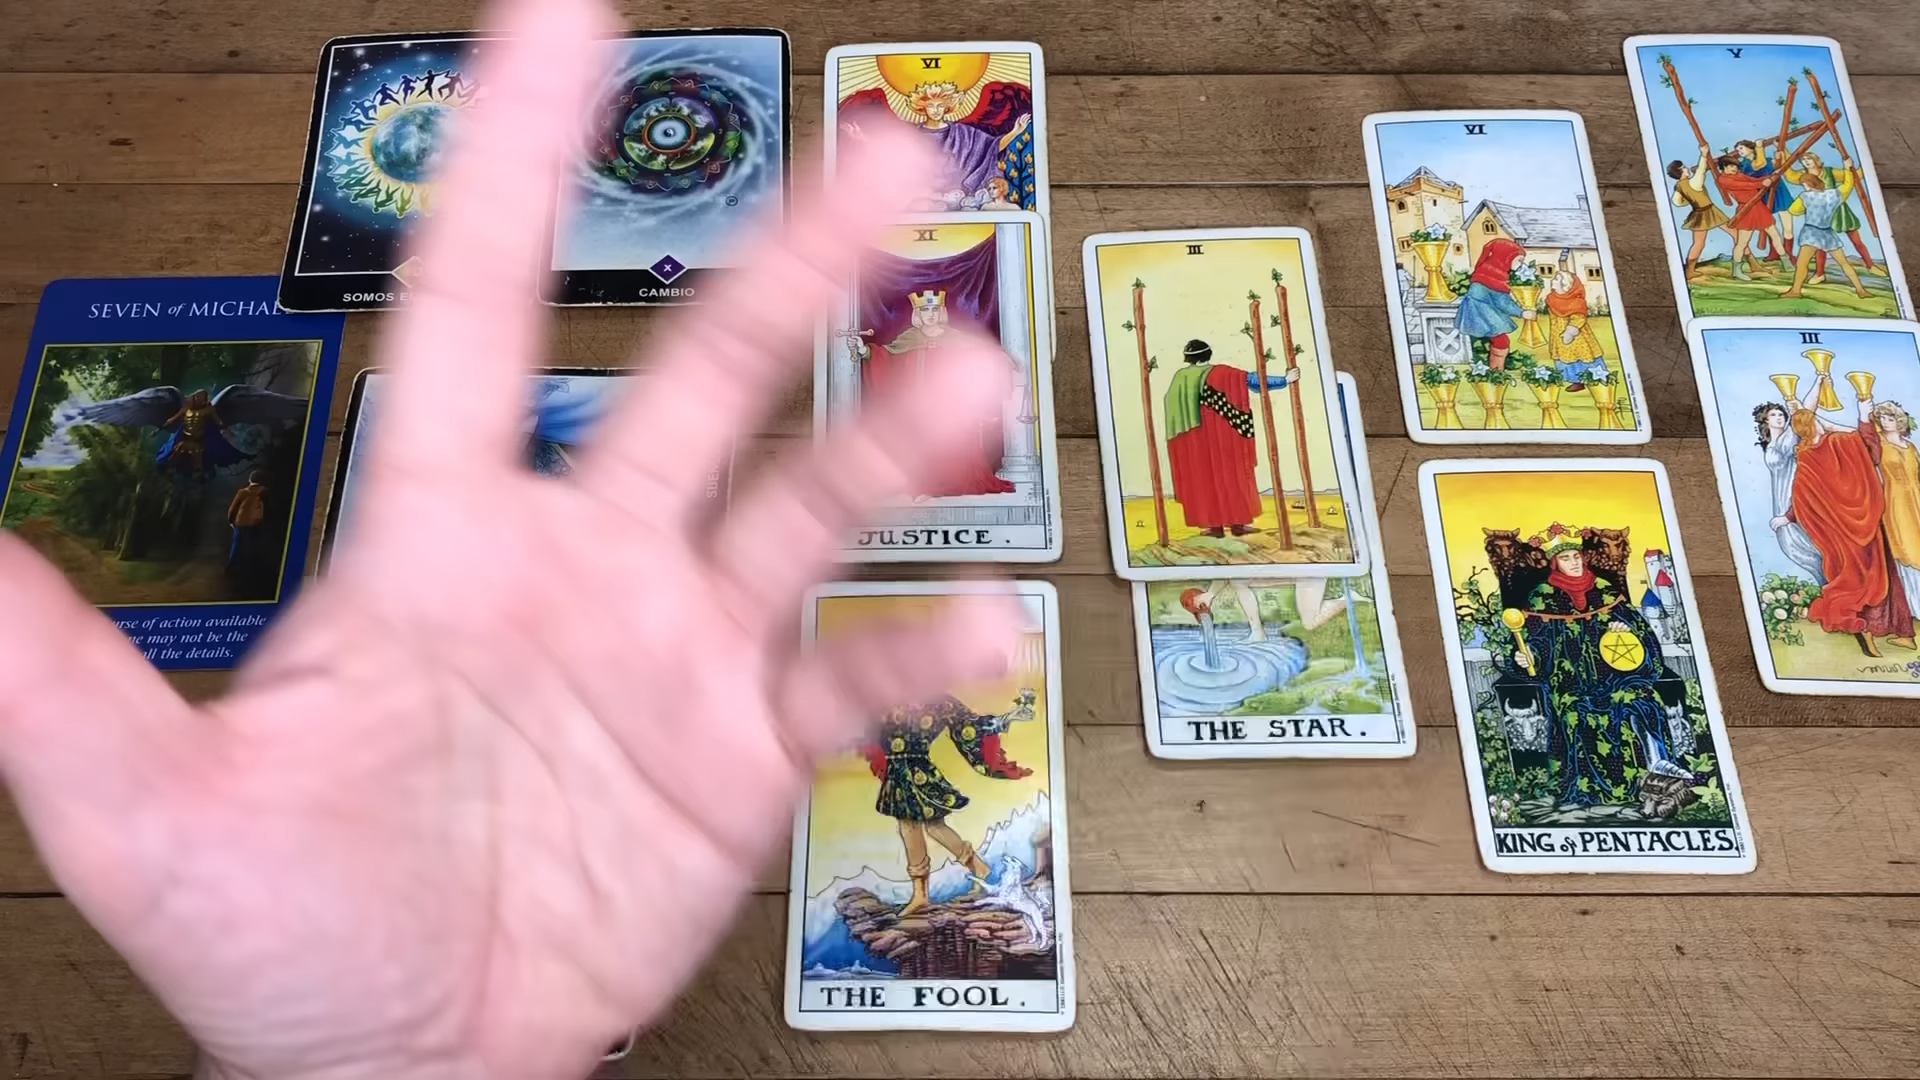 SEVEN of MICHAEL
urse of action available
ne may not be the
all the details.
SOMOS
X
CAMBIO
VI
XI
JUSTICE.
THE FOOL.
III
THE STAR.
VI
KING of PENTACLES.
V
III